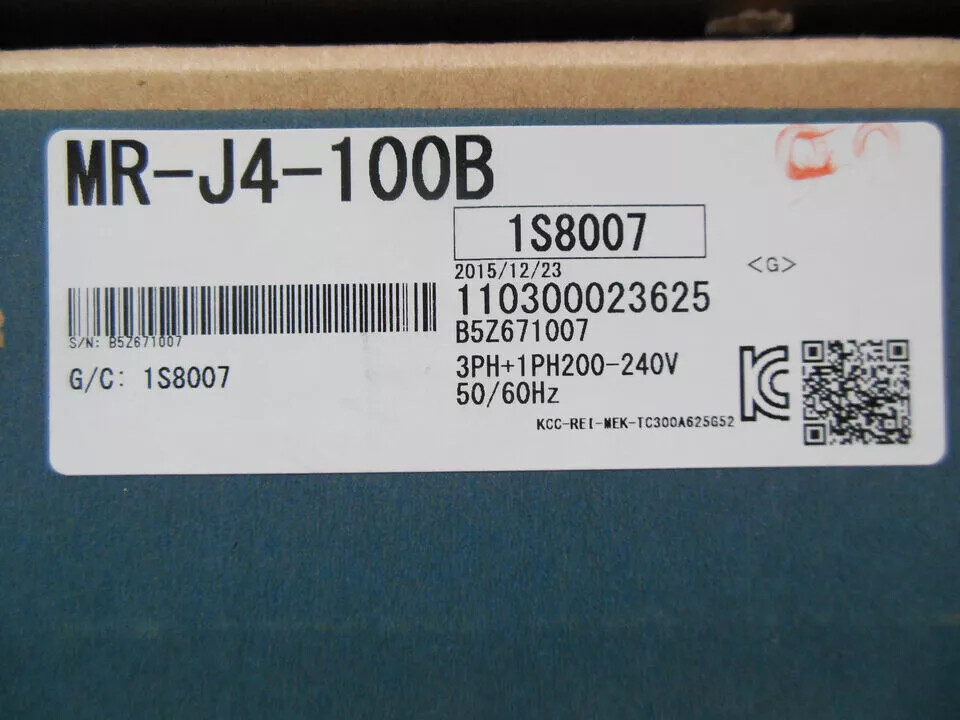 MR-J4-100B
1S8007
2015/12/23
<G>
110300023625
B5Z671007
S/N: B5Z671007
G/C: 1S8007
3PH+1PH200-240V
50/60Hz
KCC-REI-MEK-TC300A625G52